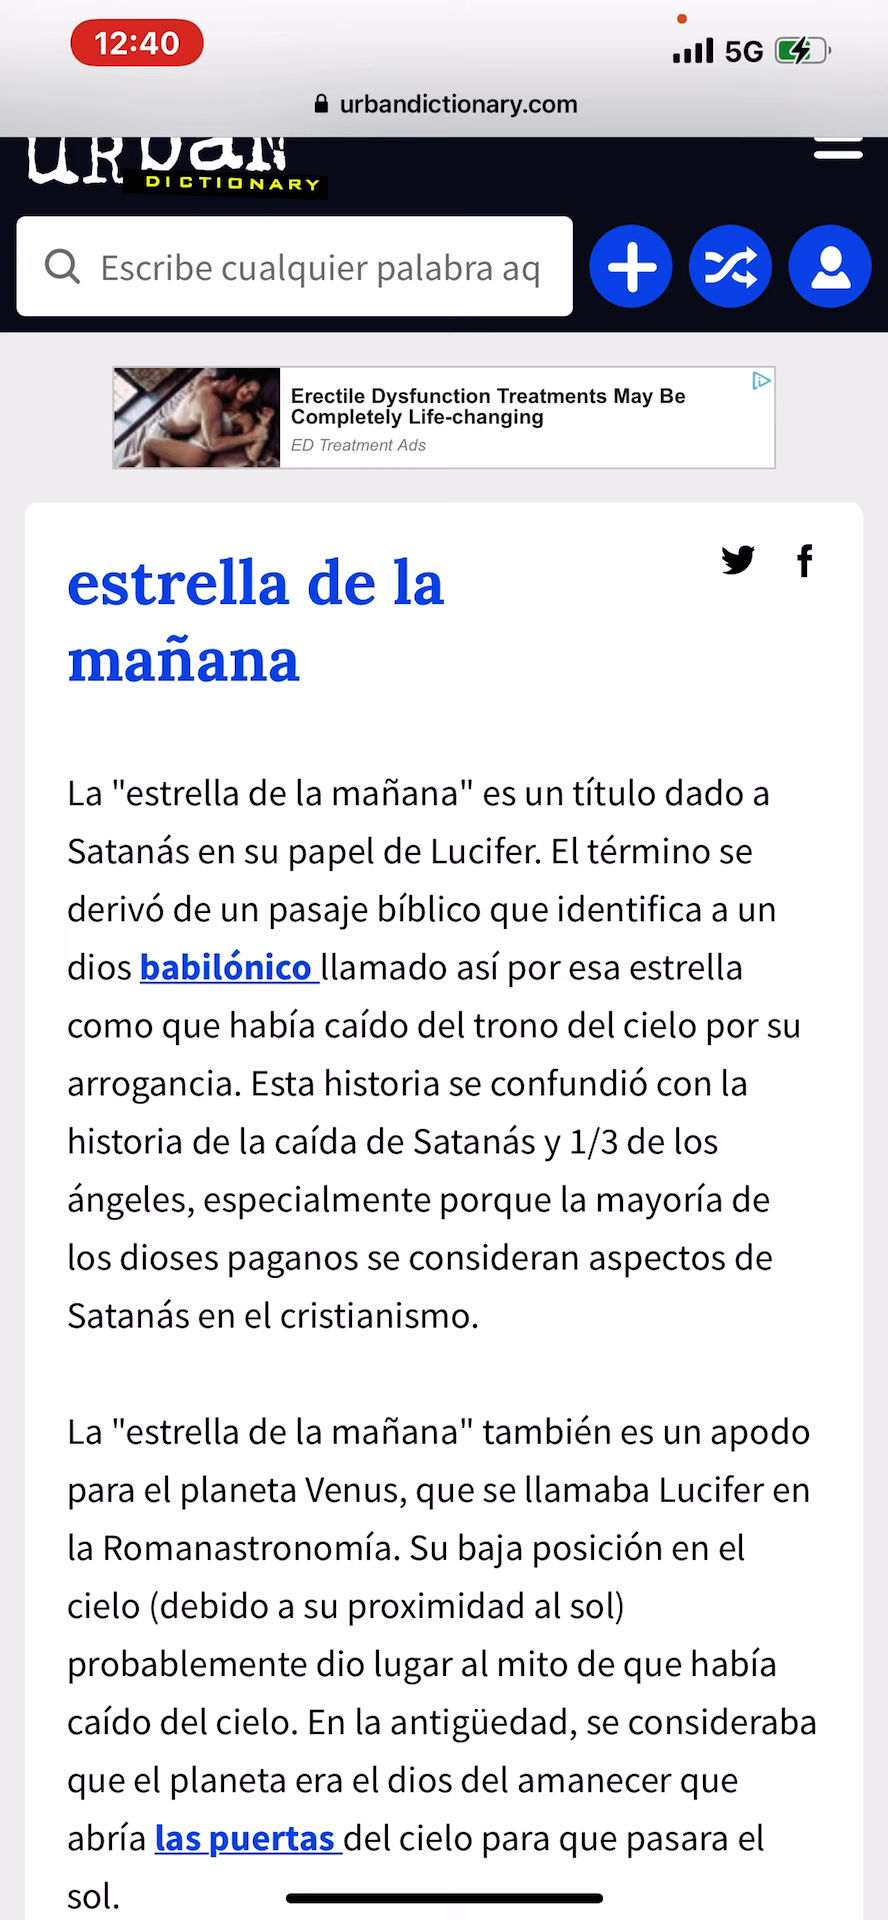 12:40
5G
urbandictionary.com
URBAN
DICTIONARY
Escribe cualquier palabra aq
Erectile Dysfunction Treatments May Be
Completely Life-changing
ED Treatment Ads
estrella de la
mañana
La "estrella de la mañana" es un título dado a
Satanás en su papel de Lucifer. El término se
derivó de un pasaje bíblico que identifica a un
dios babilónico llamado así por esa estrella
como que había caído del trono del cielo por su
arrogancia. Esta historia se confundió con la
historia de la caída de Satanás y 1/3 de los
ángeles, especialmente porque la mayoría de
los dioses paganos se consideran aspectos de
Satanás en el cristianismo.
La "estrella de la mañana" también es un apodo
para el planeta Venus, que se llamaba Lucifer en
la Romanastronomía. Su baja posición en el
cielo (debido a su proximidad al sol)
probablemente dio lugar al mito de que había
caído del cielo. En la antigüedad, se consideraba
que el planeta era el dios del amanecer que
abría las puertas del cielo para que pasara el
sol.